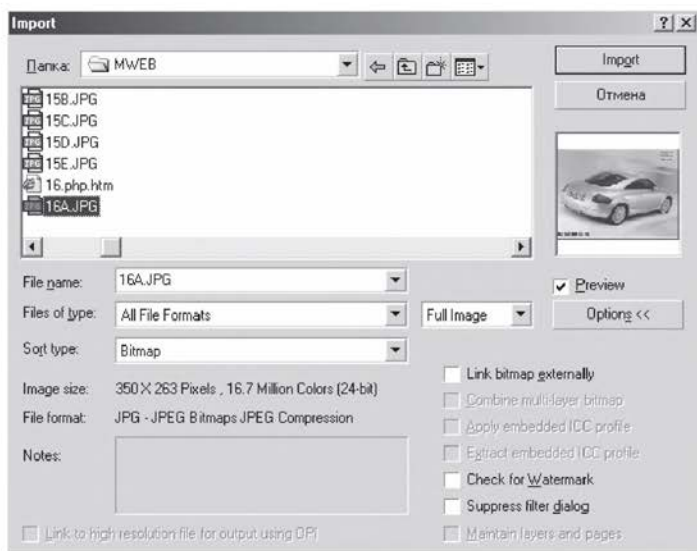 Import
Папка: MWEB
Import
Отмена
15B.JPG
15C.JPG
15D.JPG
15E.JPG
16.php.htm
16A.JPG
File name: 16A.JPG
Preview
Files of type: All File Formats Full Image Options <<
Sort type: Bitmap
Image size: 350 X 263 Pixels , 16.7 Million Colors (24-bit)
File format: JPG - JPEG Bitmaps JPEG Compression
Notes:
Link bitmap externally
Combine multi-layer bitmap
Apply embedded ICC profile
Extract embedded ICC profile
Check for Watermark
Suppress filter dialog
Maintain layers and pages
Link to high resolution file for output using OPI